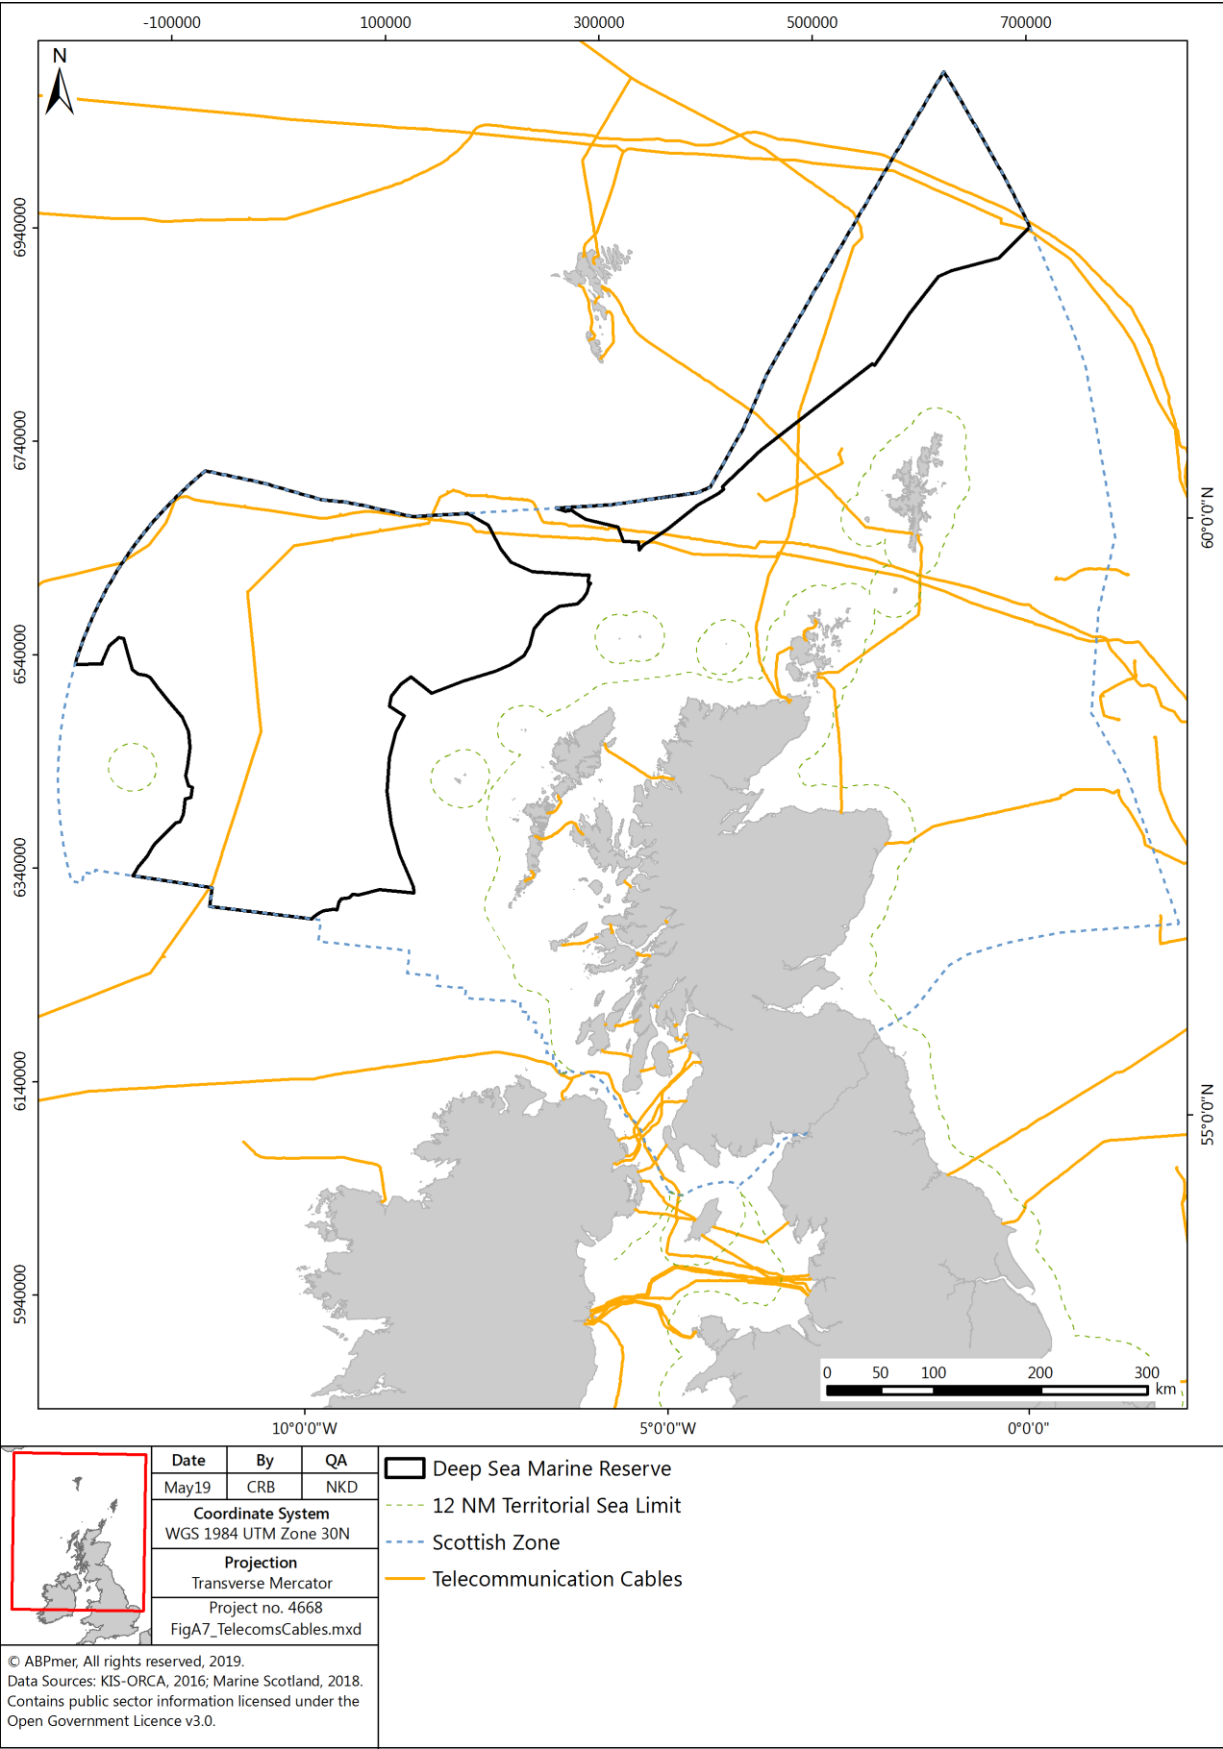 -100000 100000 300000 500000 700000
N
6940000
6740000
6540000
6340000
6140000
5940000
60°0'0"N
55°0'0"N
0 50 100 200 300
km
10°0'0"W 5°0'0"W 0°0'0"
Date By QA
May19 CRB NKD
Coordinate System
WGS 1984 UTM Zone 30N
Projection
Transverse Mercator
Project no. 4668
FigA7_TelecomsCables.mxd
© ABPmer, All rights reserved, 2019.
Data Sources: KIS-ORCA, 2016; Marine Scotland, 2018.
Contains public sector information licensed under the
Open Government Licence v3.0.
Deep Sea Marine Reserve
12 NM Territorial Sea Limit
Scottish Zone
Telecommunication Cables